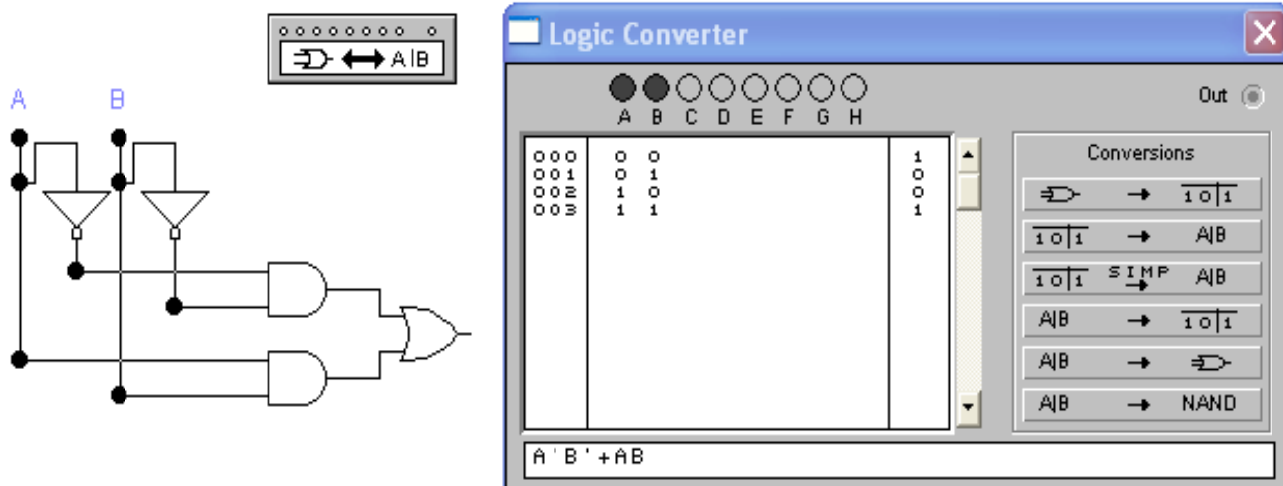 A|B
A B
Logic Converter
Out
A B C D E F G H
000 0 0 1
001 0 1 0
002 1 0 0
003 1 1 1
Conversions
→ 1 0|1
1 0|1 → A|B
1 0|1 SIMP → A|B
A|B → 1 0|1
A|B →
A|B → NAND
A'B'+AB